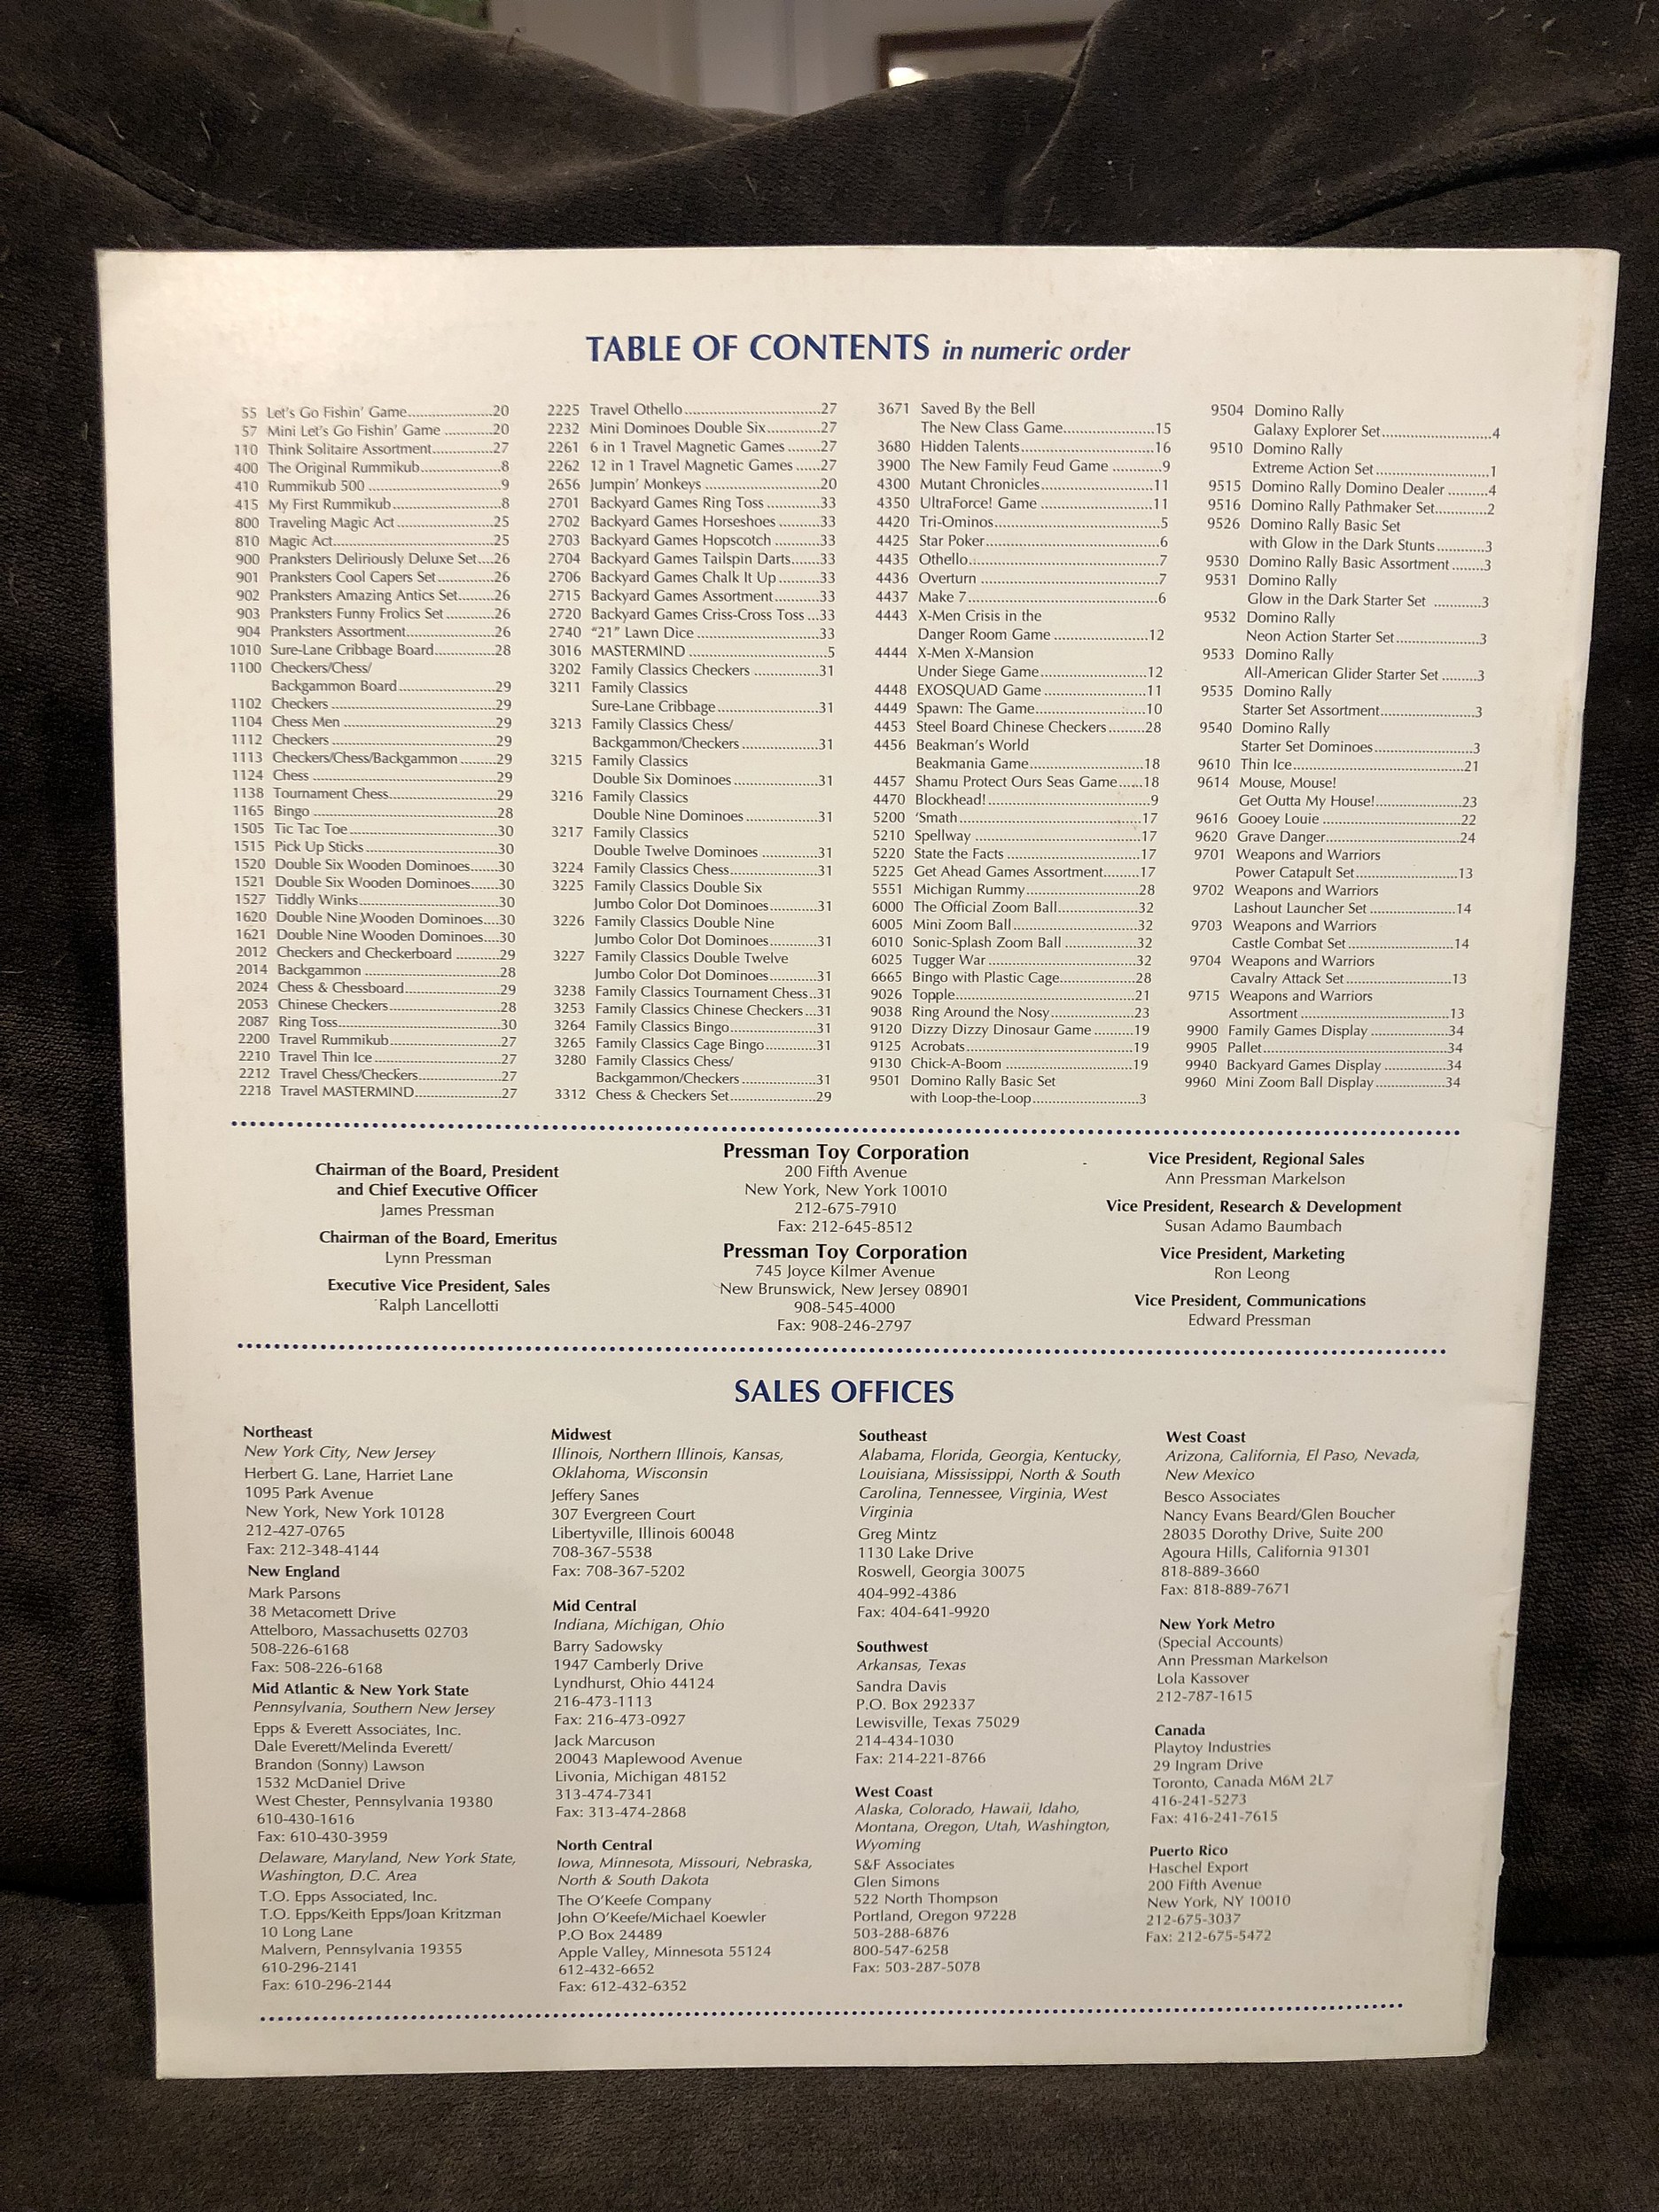 TABLE OF CONTENTS in numeric order
55 Let's Go Fishin' Game....................20
57 Mini Let's Go Fishin' Game ...........20
110 Think Solitaire Assortment..............27
400 The Original Rummikub...................8
410 Rummikub 500 ...............................9
415 My First Rummikub..........................8
800 Traveling Magic Act.......................25
810 Magic Act......................................25
900 Pranksters Deliriously Deluxe Set....26
901 Pranksters Cool Capers Set.............26
902 Pranksters Amazing Antics Set........26
903 Pranksters Funny Frolics Set ...........26
904 Pranksters Assortment....................26
1010 Sure-Lane Cribbage Board..............28
1100 Checkers/Chess/
Backgammon Board.......................29
1102 Checkers .......................................29
1104 Chess Men ....................................29
1112 Checkers .......................................29
1113 Checkers/Chess/Backgammon ........29
1124 Chess ...........................................29
1138 Tournament Chess.........................29
1165 Bingo ...........................................28
1505 Tic Tac Toe...................................30
1515 Pick Up Sticks...............................30
1520 Double Six Wooden Dominoes.......30
1521 Double Six Wooden Dominoes.......30
1527 Tiddly Winks.................................30
1620 Double Nine Wooden Dominoes....30
1621 Double Nine Wooden Dominoes....30
2012 Checkers and Checkerboard ..........29
2014 Backgammon ...............................28
2024 Chess & Chessboard.....................29
2053 Chinese Checkers..........................28
2087 Ring Toss......................................30
2200 Travel Rummikub..........................27
2210 Travel Thin Ice .............................27
2212 Travel Chess/Checkers...................27
2218 Travel MASTERMIND....................27
2225 Travel Othello...............................27
2232 Mini Dominoes Double Six............27
2261 6 in 1 Travel Magnetic Games ........27
2262 12 in 1 Travel Magnetic Games ......27
2656 Jumpin' Monkeys ..........................20
2701 Backyard Games Ring Toss ............33
2702 Backyard Games Horseshoes .........33
2703 Backyard Games Hopscotch ..........33
2704 Backyard Games Tailspin Darts.......33
2706 Backyard Games Chalk It Up .........33
2715 Backyard Games Assortment..........33
2720 Backyard Games Criss-Cross Toss ...33
2740 "21" Lawn Dice ............................33
3016 MASTERMIND ...............................5
3202 Family Classics Checkers ................31
3211 Family Classics
Sure-Lane Cribbage.......................31
3213 Family Classics Chess/
Backgammon/Checkers .................31
3215 Family Classics
Double Six Dominoes ....................31
3216 Family Classics
Double Nine Dominoes .................31
3217 Family Classics
Double Twelve Dominoes .............31
3224 Family Classics Chess.....................31
3225 Family Classics Double Six
Jumbo Color Dot Dominoes...........31
3226 Family Classics Double Nine
Jumbo Color Dot Dominoes...........31
3227 Family Classics Double Twelve
Jumbo Color Dot Dominoes...........31
3238 Family Classics Tournament Chess..31
3253 Family Classics Chinese Checkers...31
3264 Family Classics Bingo.....................31
3265 Family Classics Cage Bingo............31
3280 Family Classics Chess/
Backgammon/Checkers .................31
3312 Chess & Checkers Set....................29
3671 Saved By the Bell
The New Class Game.....................15
3680 Hidden Talents...............................16
3900 The New Family Feud Game ...........9
4300 Mutant Chronicles..........................11
4350 UltraForce! Game .........................11
4420 Tri-Ominos.....................................5
4425 Star Poker.......................................6
4435 Othello...........................................7
4436 Overturn ........................................7
4437 Make 7...........................................6
4443 X-Men Crisis in the
Danger Room Game .....................12
4444 X-Men X-Mansion
Under Siege Game........................12
4448 EXOSQUAD Game .......................11
4449 Spawn: The Game.........................10
4453 Steel Board Chinese Checkers.........28
4456 Beakman's World
Beakmania Game...........................18
4457 Shamu Protect Ours Seas Game......18
4470 Blockhead!.....................................9
5200 'Smath ..........................................17
5210 Spellway .......................................17
5220 State the Facts ...............................17
5225 Get Ahead Games Assortment........17
5551 Michigan Rummy..........................28
6000 The Official Zoom Ball..................32
6005 Mini Zoom Ball.............................32
6010 Sonic-Splash Zoom Ball ................32
6025 Tugger War ..................................32
6665 Bingo with Plastic Cage.................28
9026 Topple..........................................21
9038 Ring Around the Nosy...................23
9120 Dizzy Dizzy Dinosaur Game .........19
9125 Acrobats.......................................19
9130 Chick-A-Boom .............................19
9501 Domino Rally Basic Set
with Loop-the-Loop.........................3
9504 Domino Rally
Galaxy Explorer Set.........................4
9510 Domino Rally
Extreme Action Set..........................1
9515 Domino Rally Domino Dealer .........4
9516 Domino Rally Pathmaker Set............2
9526 Domino Rally Basic Set
with Glow in the Dark Stunts............3
9530 Domino Rally Basic Assortment .......3
9531 Domino Rally
Glow in the Dark Starter Set ...........3
9532 Domino Rally
Neon Action Starter Set....................3
9533 Domino Rally
All-American Glider Starter Set ........3
9535 Domino Rally
Starter Set Assortment......................3
9540 Domino Rally
Starter Set Dominoes.......................3
9610 Thin Ice........................................21
9614 Mouse, Mouse!
Get Outta My House!....................23
9616 Gooey Louie ................................22
9620 Grave Danger...............................24
9701 Weapons and Warriors
Power Catapult Set........................13
9702 Weapons and Warriors
Lashout Launcher Set ....................14
9703 Weapons and Warriors
Castle Combat Set.........................14
9704 Weapons and Warriors
Cavalry Attack Set.........................13
9715 Weapons and Warriors
Assortment ...................................13
9900 Family Games Display ..................34
9905 Pallet............................................34
9940 Backyard Games Display ..............34
9960 Mini Zoom Ball Display................34
Chairman of the Board, President
and Chief Executive Officer
James Pressman
Chairman of the Board, Emeritus
Lynn Pressman
Executive Vice President, Sales
Ralph Lancellotti
Pressman Toy Corporation
200 Fifth Avenue
New York, New York 10010
212-675-7910
Fax: 212-645-8512
Pressman Toy Corporation
745 Joyce Kilmer Avenue
New Brunswick, New Jersey 08901
908-545-4000
Fax: 908-246-2797
Vice President, Regional Sales
Ann Pressman Markelson
Vice President, Research & Development
Susan Adamo Baumbach
Vice President, Marketing
Ron Leong
Vice President, Communications
Edward Pressman
SALES OFFICES
Northeast
New York City, New Jersey
Herbert G. Lane, Harriet Lane
1095 Park Avenue
New York, New York 10128
212-427-0765
Fax: 212-348-4144
New England
Mark Parsons
38 Metacomett Drive
Attelboro, Massachusetts 02703
508-226-6168
Fax: 508-226-6168
Mid Atlantic & New York State
Pennsylvania, Southern New Jersey
Epps & Everett Associates, Inc.
Dale Everett/Melinda Everett/
Brandon (Sonny) Lawson
1532 McDaniel Drive
West Chester, Pennsylvania 19380
610-430-1616
Fax: 610-430-3959
Delaware, Maryland, New York State,
Washington, D.C. Area
T.O. Epps Associated, Inc.
T.O. Epps/Keith Epps/Joan Kritzman
10 Long Lane
Malvern, Pennsylvania 19355
610-296-2141
Fax: 610-296-2144
Midwest
Illinois, Northern Illinois, Kansas,
Oklahoma, Wisconsin
Jeffery Sanes
307 Evergreen Court
Libertyville, Illinois 60048
708-367-5538
Fax: 708-367-5202
Mid Central
Indiana, Michigan, Ohio
Barry Sadowsky
1947 Camberly Drive
Lyndhurst, Ohio 44124
216-473-1113
Fax: 216-473-0927
Jack Marcuson
20043 Maplewood Avenue
Livonia, Michigan 48152
313-474-7341
Fax: 313-474-2868
North Central
Iowa, Minnesota, Missouri, Nebraska,
North & South Dakota
The O'Keefe Company
John O'Keefe/Michael Koewler
P.O Box 24489
Apple Valley, Minnesota 55124
612-432-6652
Fax: 612-432-6352
Southeast
Alabama, Florida, Georgia, Kentucky,
Louisiana, Mississippi, North & South
Carolina, Tennessee, Virginia, West
Virginia
Greg Mintz
1130 Lake Drive
Roswell, Georgia 30075
404-992-4386
Fax: 404-641-9920
Southwest
Arkansas, Texas
Sandra Davis
P.O. Box 292337
Lewisville, Texas 75029
214-434-1030
Fax: 214-221-8766
West Coast
Alaska, Colorado, Hawaii, Idaho,
Montana, Oregon, Utah, Washington,
Wyoming
S&F Associates
Glen Simons
522 North Thompson
Portland, Oregon 97228
503-288-6876
800-547-6258
Fax: 503-287-5078
West Coast
Arizona, California, El Paso, Nevada,
New Mexico
Besco Associates
Nancy Evans Beard/Glen Boucher
28035 Dorothy Drive, Suite 200
Agoura Hills, California 91301
818-889-3660
Fax: 818-889-7671
New York Metro
(Special Accounts)
Ann Pressman Markelson
Lola Kassover
212-787-1615
Canada
Playtoy Industries
29 Ingram Drive
Toronto, Canada M6M 2L7
416-241-5273
Fax: 416-241-7615
Puerto Rico
Haschel Export
200 Fifth Avenue
New York, NY 10010
212-675-3037
Fax: 212-675-5472